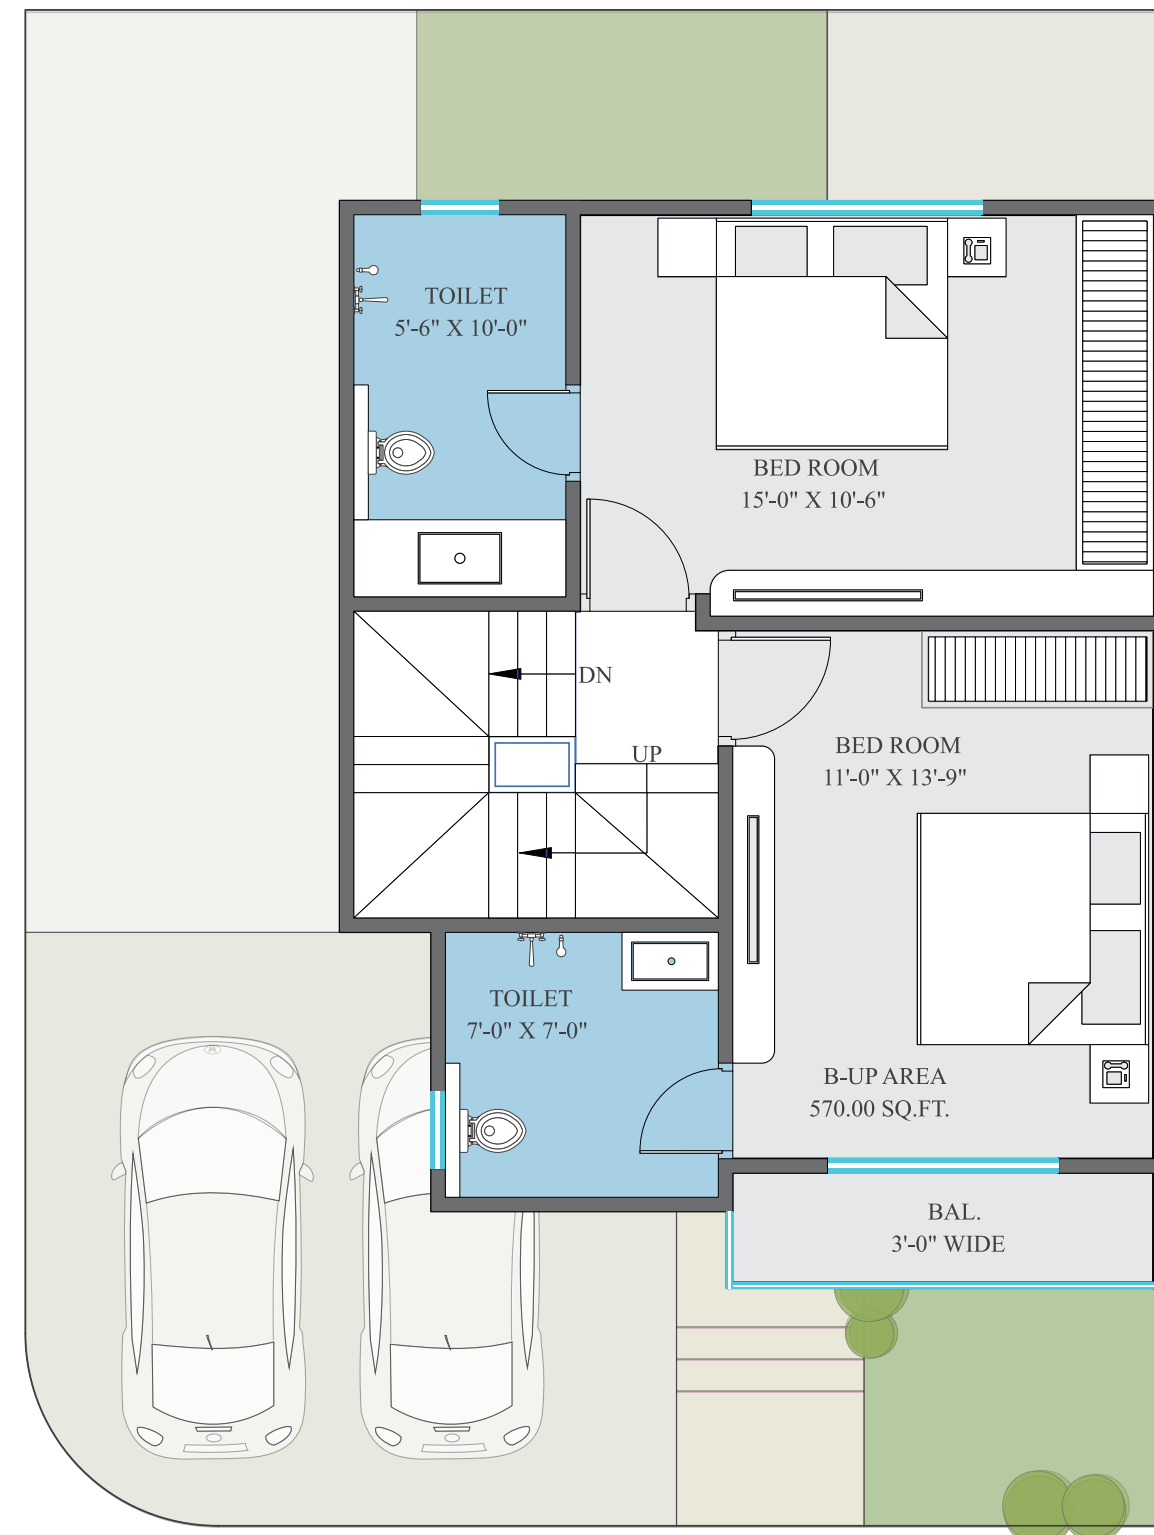 TOILET
5'-6" X 10'-0"
BED ROOM
15'-0" X 10'-6"
DN
UP
BED ROOM
11'-0" X 13'-9"
TOILET
7'-0" X 7'-0"
B-UP AREA
570.00 SQ.FT.
BAL.
3'-0" WIDE